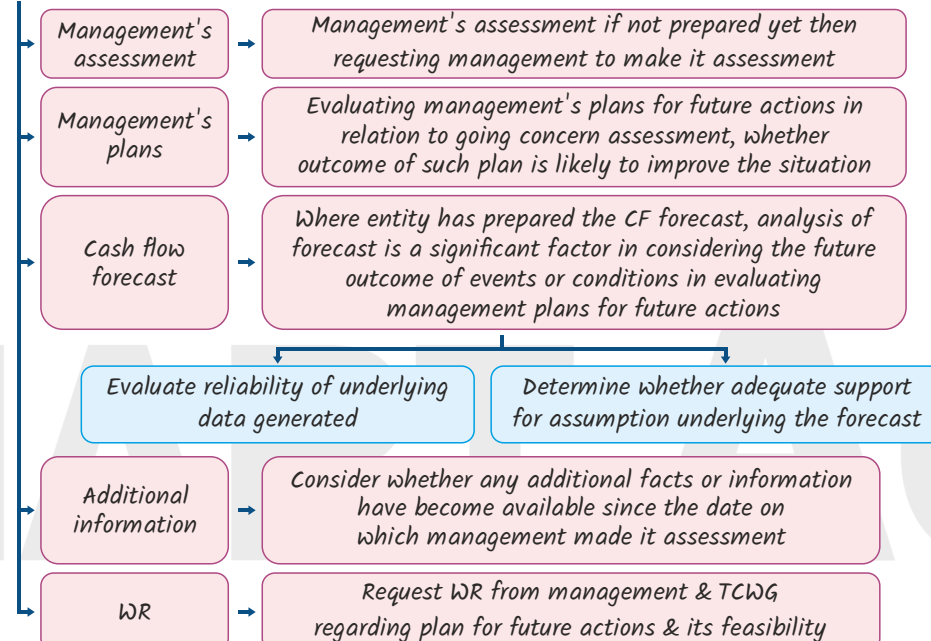 Management's
assessment
Management's assessment if not prepared yet then
requesting management to make it assessment
Management's
plans
Evaluating management's plans for future actions in
relation to going concern assessment, whether
outcome of such plan is likely to improve the situation
Cash flow
forecast
Where entity has prepared the CF forecast, analysis of
forecast is a significant factor in considering the future
outcome of events or conditions in evaluating
management plans for future actions
Evaluate reliability of underlying
data generated
Determine whether adequate support
for assumption underlying the forecast
Additional
information
Consider whether any additional facts or information
have become available since the date on
which management made it assessment
WR
Request WR from management & TCWG
regarding plan for future actions & its feasibility